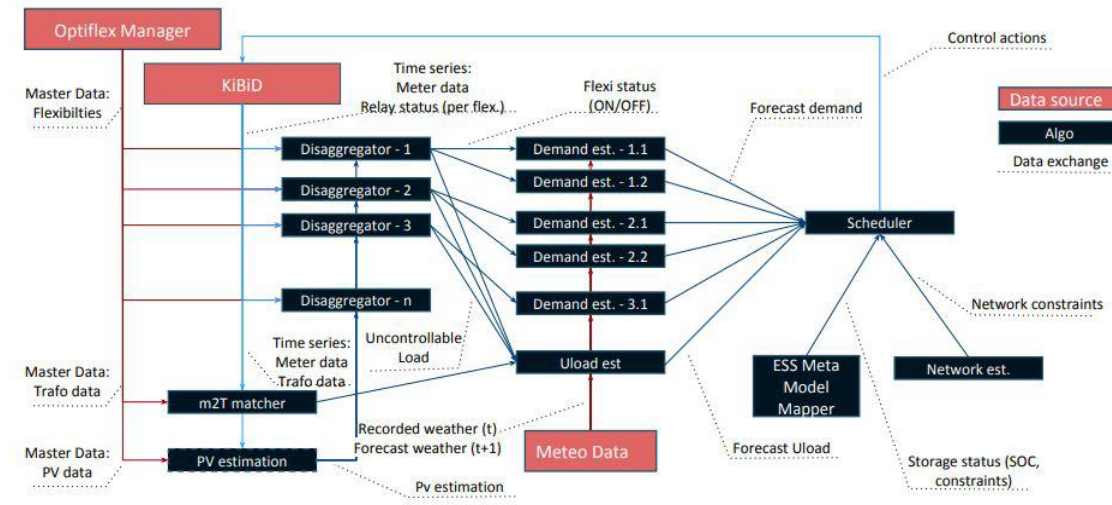 Optiflex Manager
KiBiD
Master Data:
Flexibilties
Time series:
Meter data
Relay status (per flex.)
Flexi status
(ON/OFF)
Control actions
Forecast demand
Data source
Algo
Data exchange
Disaggregator - 1
Disaggregator - 2
Disaggregator - 3
Disaggregator - n
Demand est. - 1.1
Demand est. - 1.2
Demand est. - 2.1
Demand est. - 2.2
Demand est. - 3.1
Uload est
Scheduler
Network constraints
ESS Meta
Model
Mapper
Network est.
Uncontrollable
Load
Time series:
Meter data
Trafo data
Master Data:
Trafo data
m2T matcher
Master Data:
PV data
PV estimation
Recorded weather (t)
Forecast weather (t+1)
Meteo Data
Pv estimation
Forecast Uload
Storage status (SOC,
constraints)